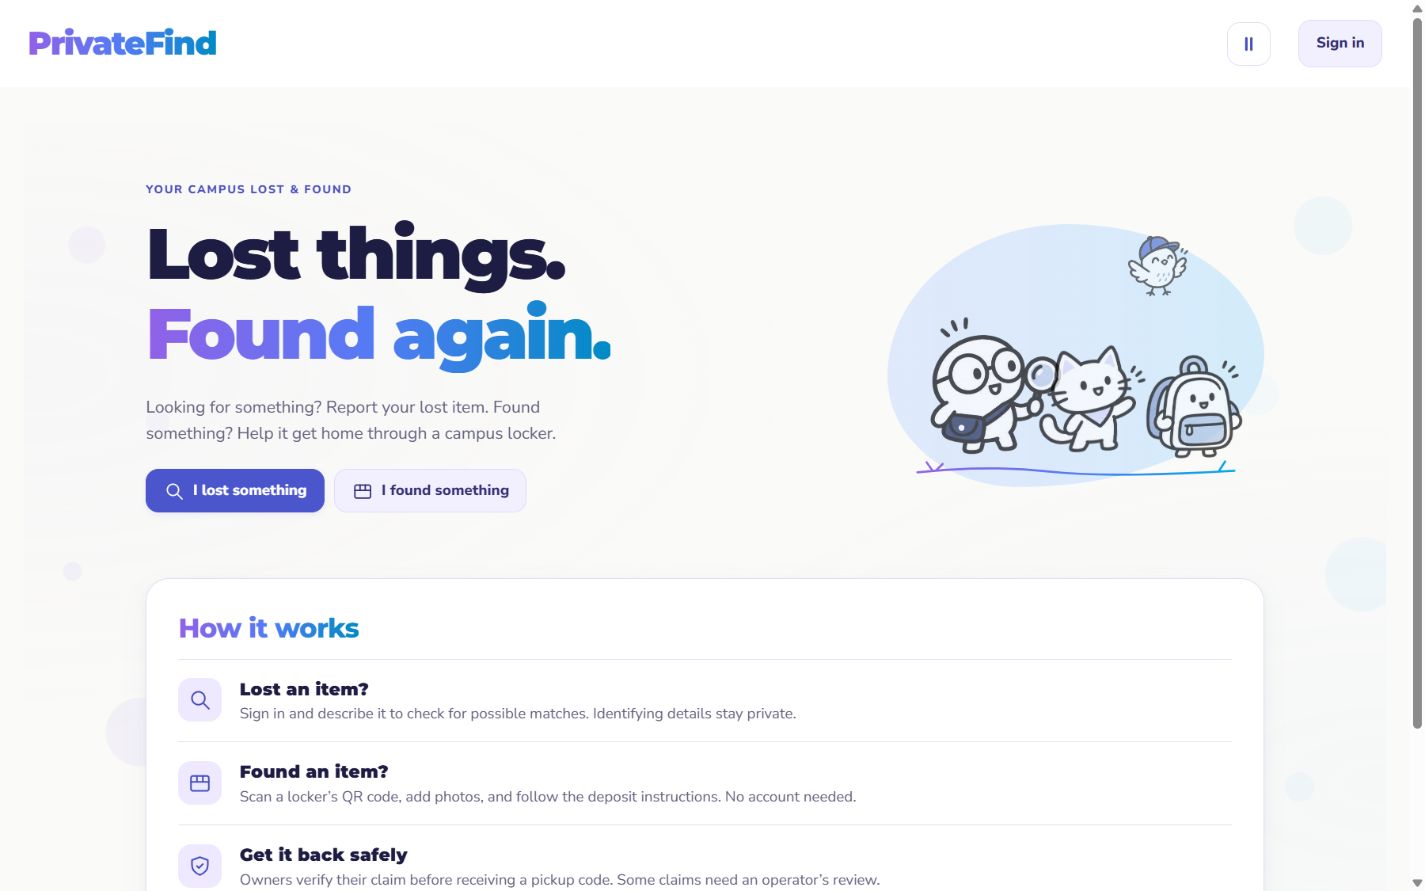 PrivateFind
Sign in
YOUR CAMPUS LOST & FOUND
Lost things.
Found again.
Looking for something? Report your lost item. Found
something? Help it get home through a campus locker.
I lost something
I found something
How it works
Lost an item?
Sign in and describe it to check for possible matches. Identifying details stay private.
Found an item?
Scan a locker’s QR code, add photos, and follow the deposit instructions. No account needed.
Get it back safely
Owners verify their claim before receiving a pickup code. Some claims need an operator’s review.